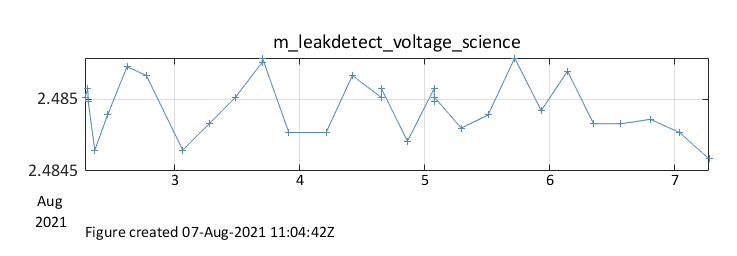 m_leakdetect_voltage_science
2.485
2.4845
3 4 5 6 7
Aug
2021
Figure created 07-Aug-2021 11:04:42Z